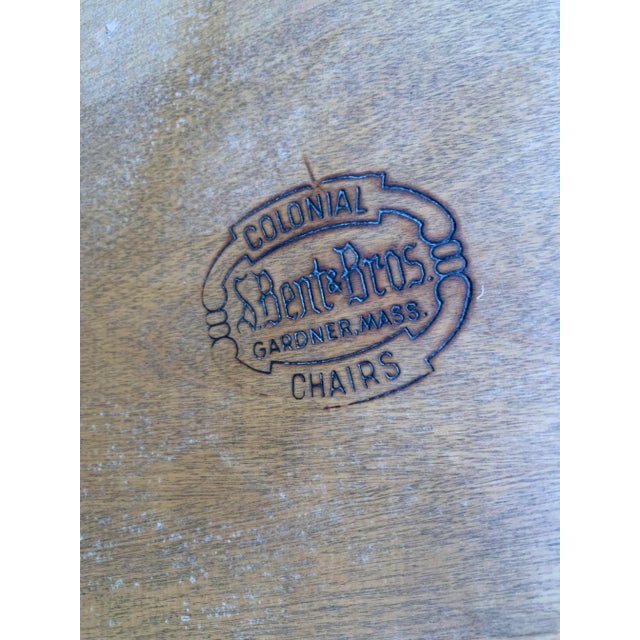 COLONIAL
S. Bent & Bros.
GARDNER, MASS.
CHAIRS